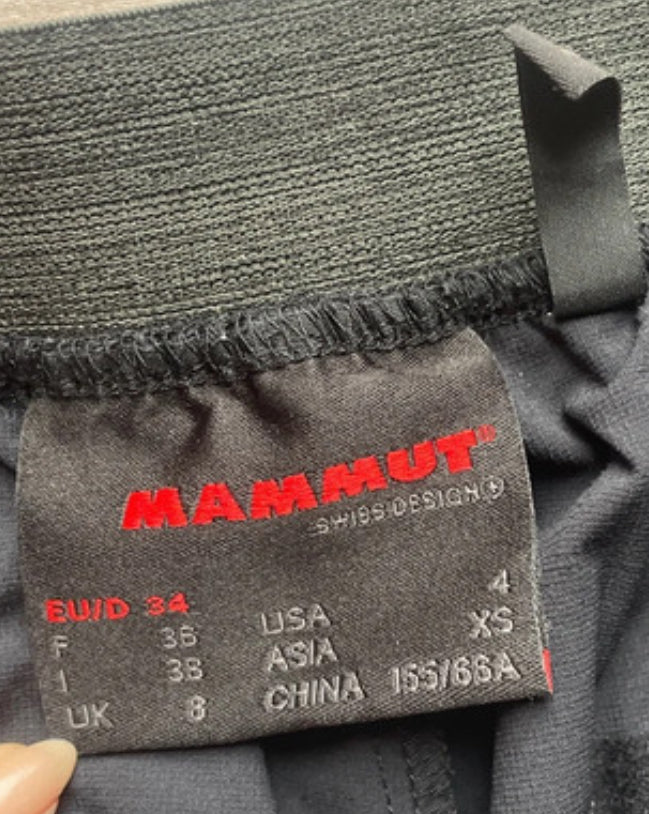 MAMMUT®
SWISS DESIGN
EU/D 34 USA 4
F 36 ASIA XS
I 38 CHINA 155/66A
UK 8